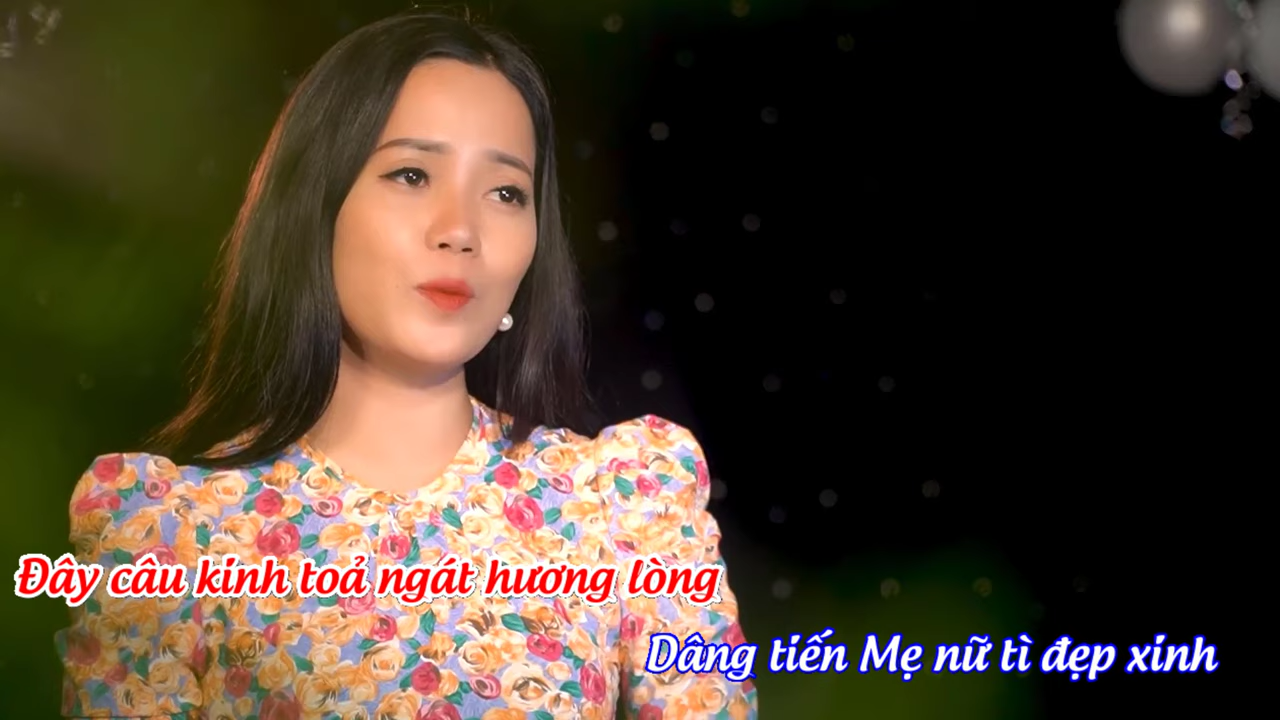 Đây câu kinh toả ngát hương lòng
Dâng tiến Mẹ nữ tì đẹp xinh